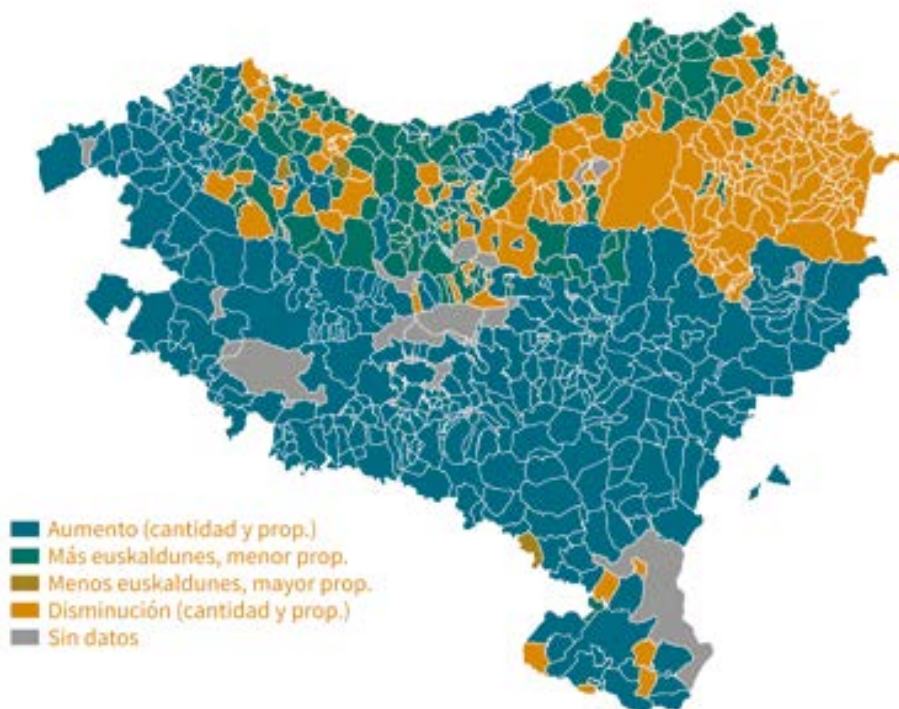 Aumento (cantidad y prop.)
Más euskaldunes, menor prop.
Menos euskaldunes, mayor prop.
Disminución (cantidad y prop.)
Sin datos